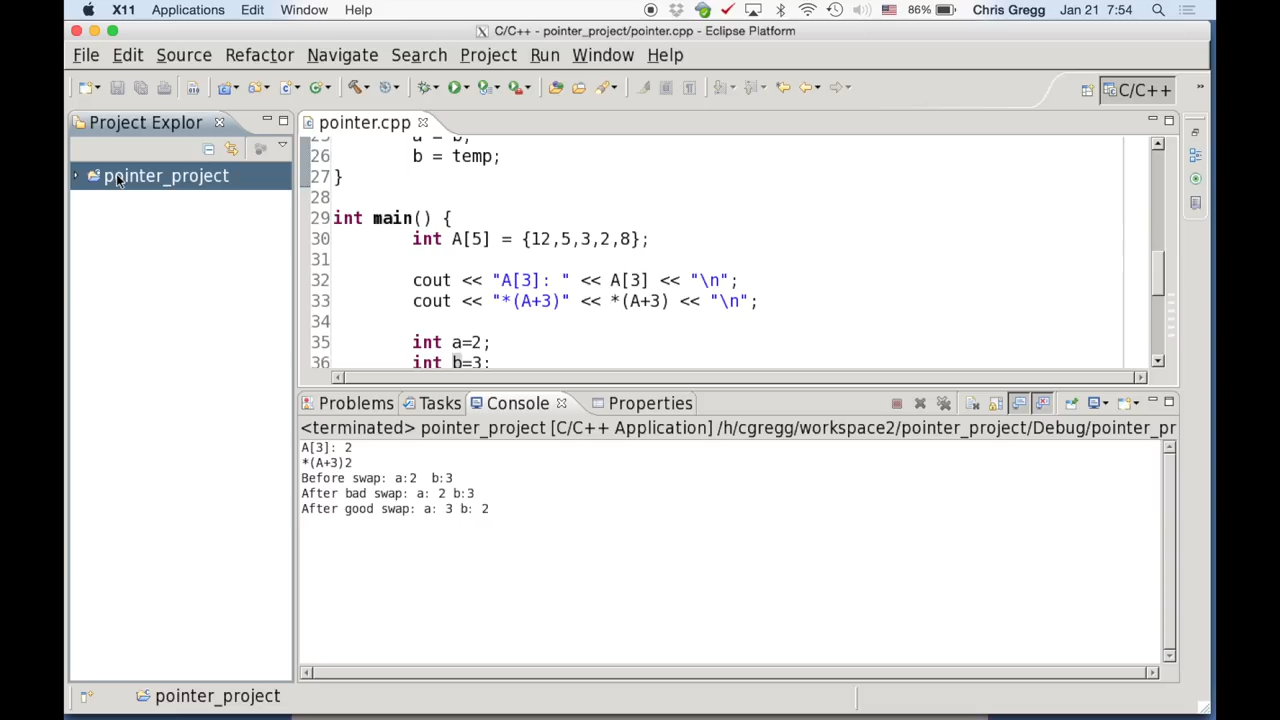 X11 Applications Edit Window Help 86% Chris Gregg Jan 21 7:54
C/C++ - pointer_project/pointer.cpp - Eclipse Platform
File Edit Source Refactor Navigate Search Project Run Window Help
C/C++
Project Explor
pointer.cpp
pointer_project
25 a = b;
26 b = temp;
27 }
28
29 int main() {
30 int A[5] = {12,5,3,2,8};
31
32 cout << "A[3]: " << A[3] << "\n";
33 cout << "*(A+3)" << *(A+3) << "\n";
34
35 int a=2;
36 int b=3;
Problems Tasks Console Properties
<terminated> pointer_project [C/C++ Application] /h/cgregg/workspace2/pointer_project/Debug/pointer_pr
A[3]: 2
*(A+3)2
Before swap: a:2 b:3
After bad swap: a: 2 b:3
After good swap: a: 3 b: 2
pointer_project